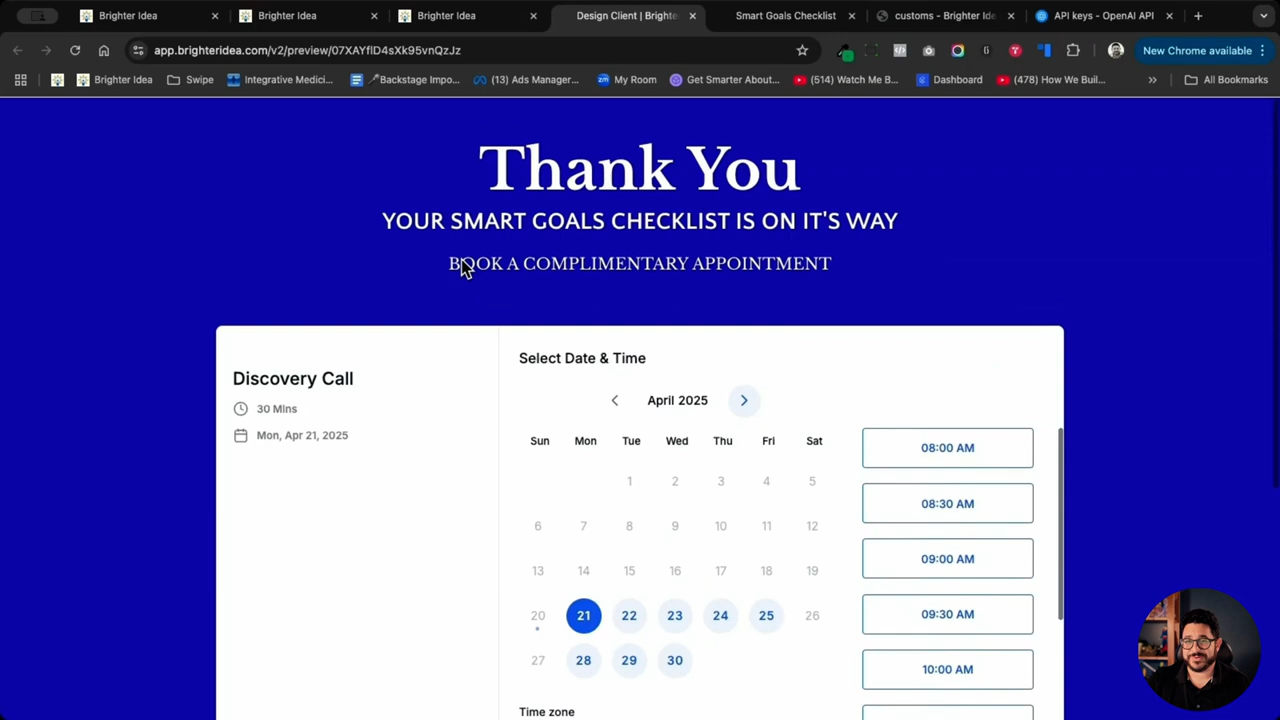 Brighter Idea
Brighter Idea
Brighter Idea
Design Client | Brighte
Smart Goals Checklist
customs - Brighter Ide
API keys - OpenAI API
app.brighteridea.com/v2/preview/07XAYflD4sXk95vnQzJz
New Chrome available
Brighter Idea
Swipe
Integrative Medici...
Backstage Impo...
(13) Ads Manager...
My Room
Get Smarter About...
(514) Watch Me B...
Dashboard
(478) How We Buil...
All Bookmarks
Thank You
YOUR SMART GOALS CHECKLIST IS ON IT'S WAY
BOOK A COMPLIMENTARY APPOINTMENT
Discovery Call
30 Mins
Mon, Apr 21, 2025
Select Date & Time
April 2025
Sun Mon Tue Wed Thu Fri Sat
1 2 3 4 5
6 7 8 9 10 11 12
13 14 15 16 17 18 19
20 21 22 23 24 25 26
27 28 29 30
Time zone
08:00 AM
08:30 AM
09:00 AM
09:30 AM
10:00 AM